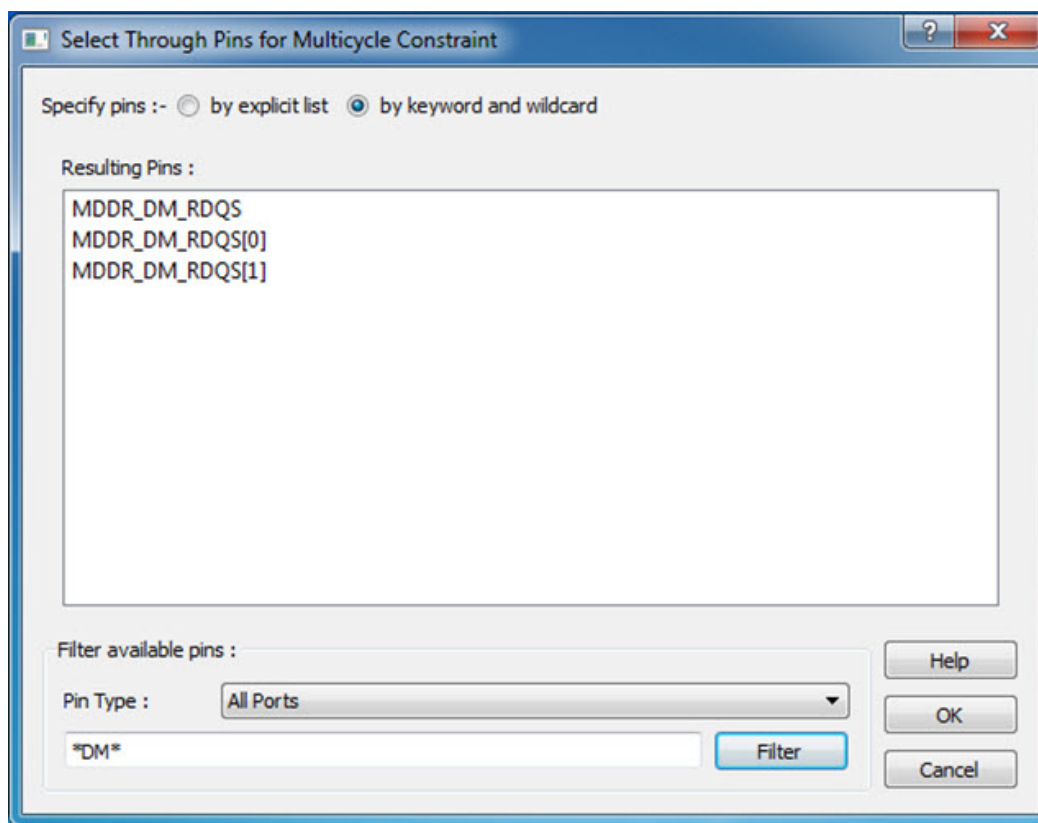 Select Through Pins for Multicycle Constraint
Specify pins :- by explicit list by keyword and wildcard
Resulting Pins :
MDDR_DM_RDQS
MDDR_DM_RDQS[0]
MDDR_DM_RDQS[1]
Filter available pins :
Help
Pin Type : All Ports
OK
*DM* Filter
Cancel